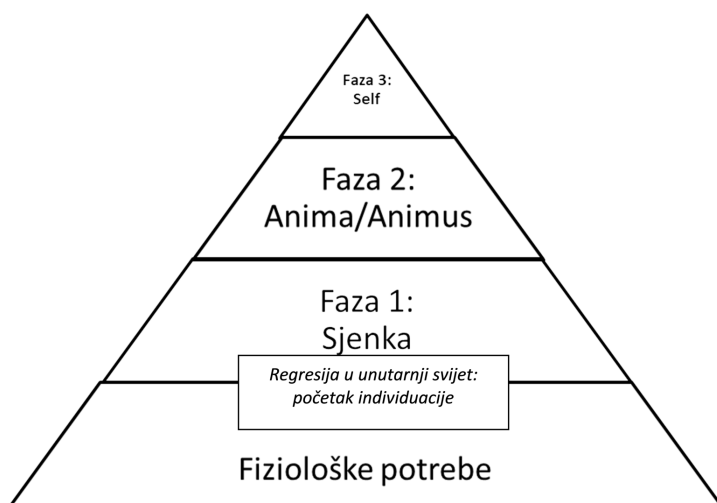 Faza 3:
Self
Faza 2:
Anima/Animus
Faza 1:
Sjenka
Regresija u unutarnji svijet:
početak individuacije
Fiziološke potrebe